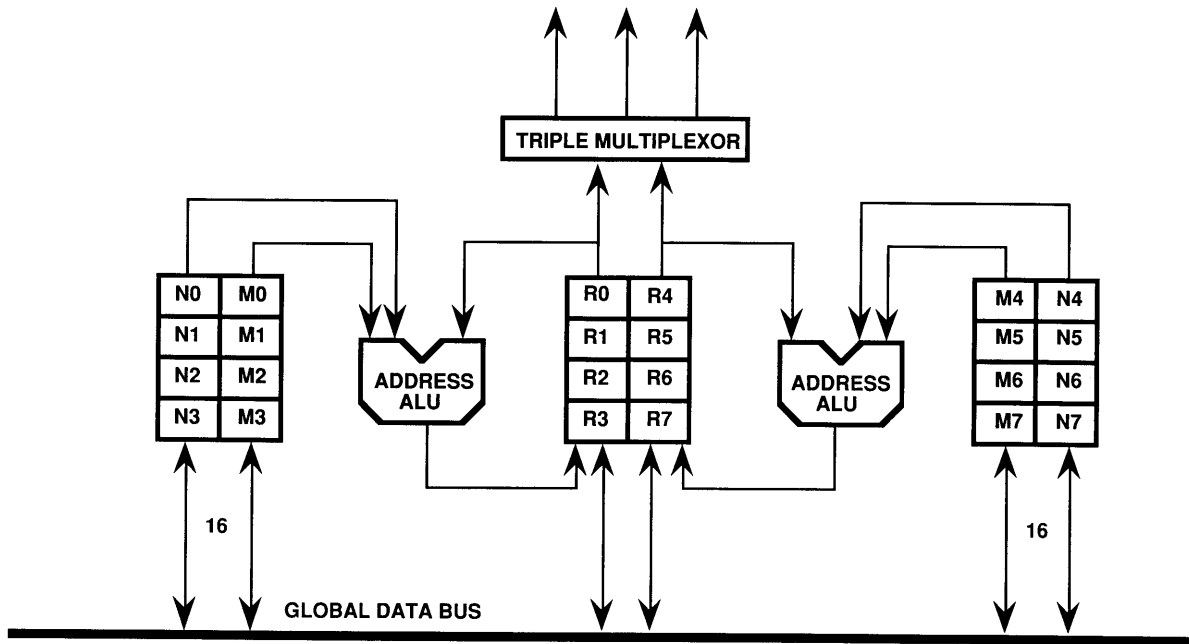 TRIPLE MULTIPLEXOR
N0 M0
N1 M1
N2 M2
N3 M3
ADDRESS
ALU
R0 R4
R1 R5
R2 R6
R3 R7
ADDRESS
ALU
M4 N4
M5 N5
M6 N6
M7 N7
16
16
GLOBAL DATA BUS